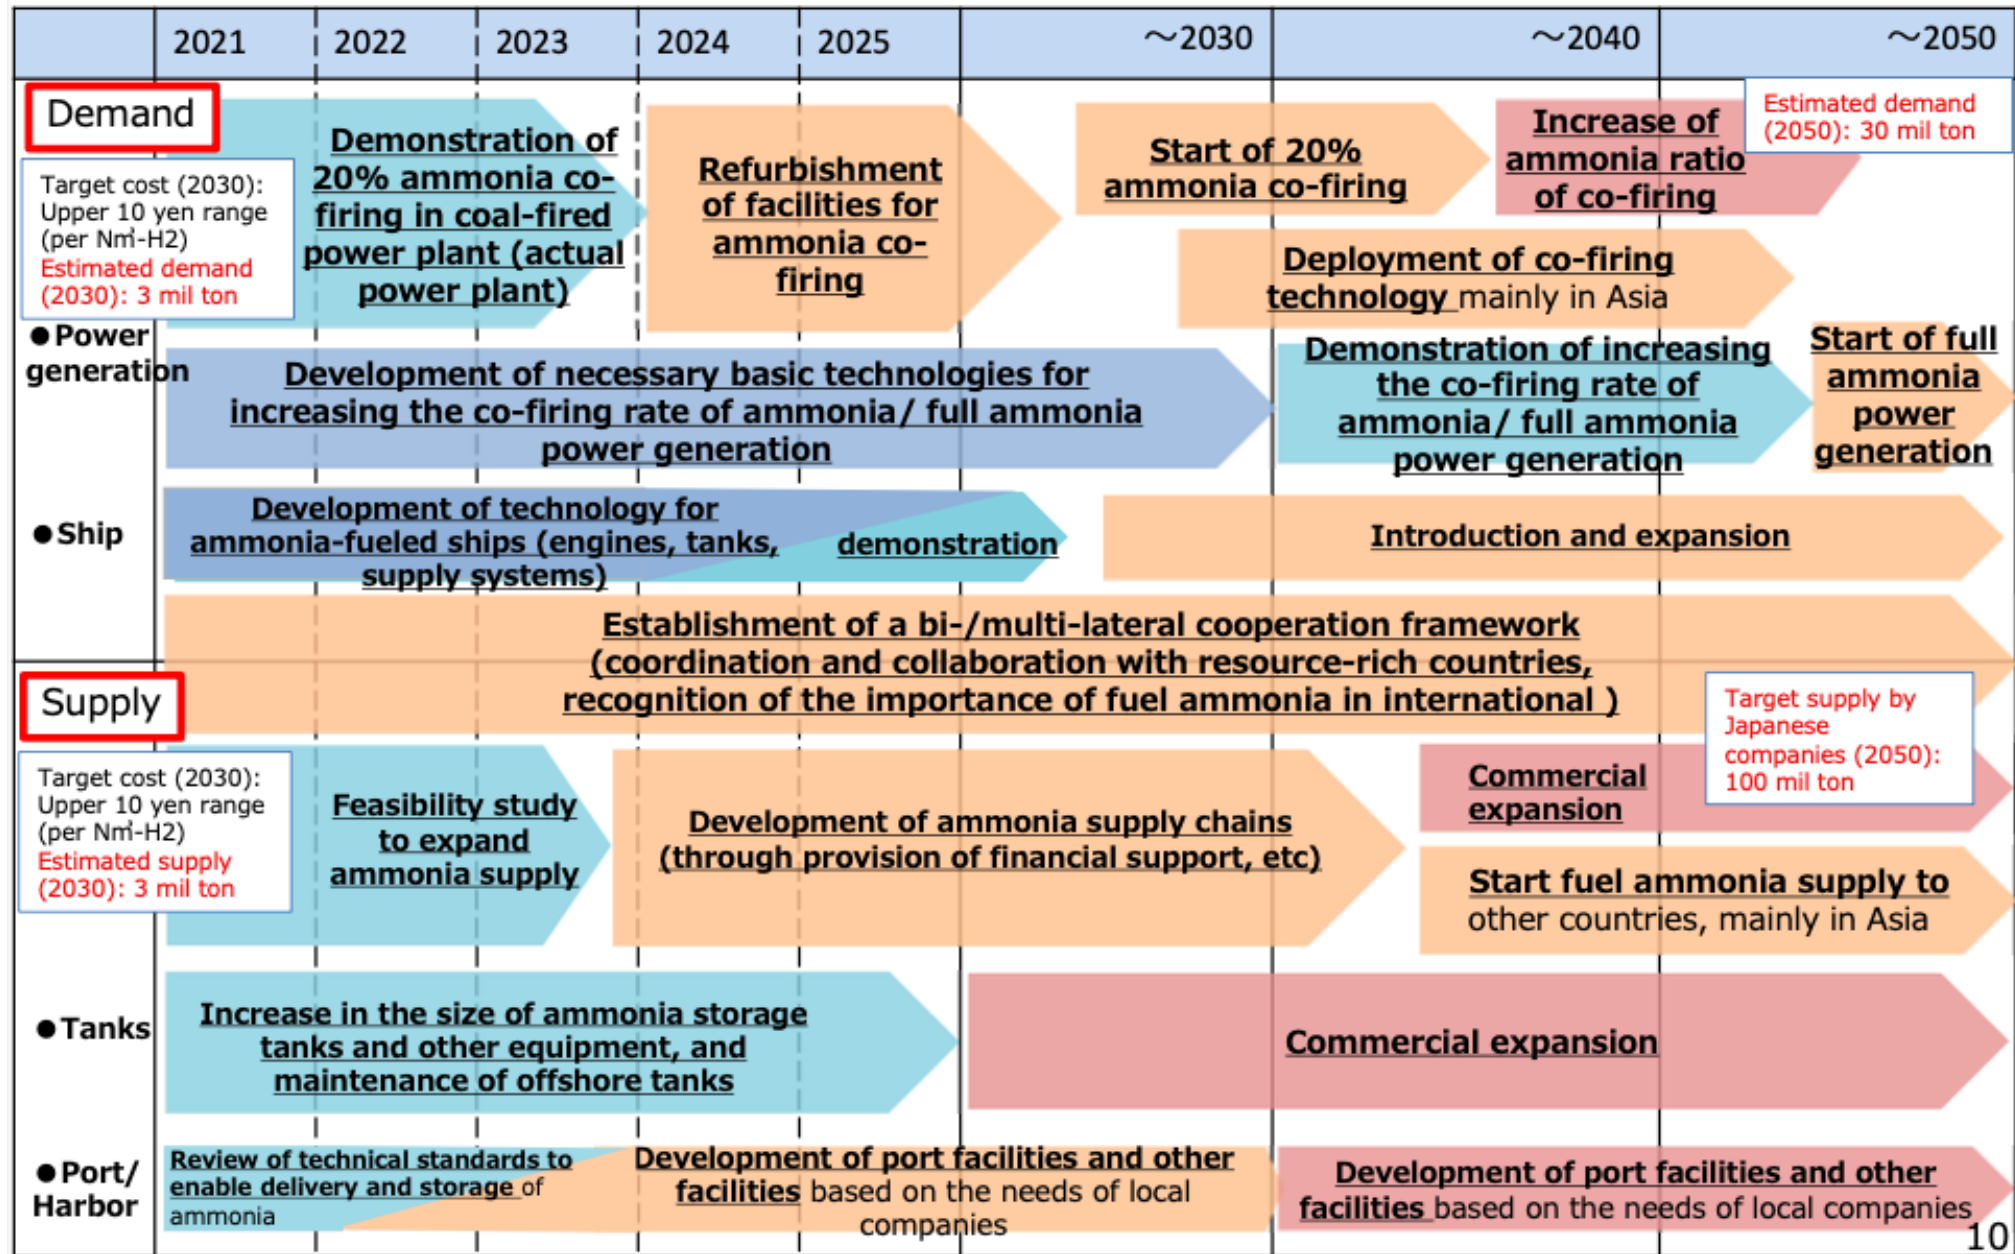 2021
2022
2023
2024
2025
～2030
～2040
～2050
Demand
Target cost (2030):
Upper 10 yen range
(per Nm³-H2)
Estimated demand
(2030): 3 mil ton
Demonstration of
20% ammonia co-
firing in coal-fired
power plant (actual
power plant)
Refurbishment
of facilities for
ammonia co-
firing
Start of 20%
ammonia co-firing
Increase of
ammonia ratio
of co-firing
Estimated demand
(2050): 30 mil ton
Deployment of co-firing
technology mainly in Asia
●Power
generation
Development of necessary basic technologies for
increasing the co-firing rate of ammonia/ full ammonia
power generation
Demonstration of increasing
the co-firing rate of
ammonia/ full ammonia
power generation
Start of full
ammonia
power
generation
●Ship
Development of technology for
ammonia-fueled ships (engines, tanks,
supply systems)
demonstration
Introduction and expansion
Establishment of a bi-/multi-lateral cooperation framework
(coordination and collaboration with resource-rich countries,
recognition of the importance of fuel ammonia in international )
Supply
Target cost (2030):
Upper 10 yen range
(per Nm³-H2)
Estimated supply
(2030): 3 mil ton
Feasibility study
to expand
ammonia supply
Development of ammonia supply chains
(through provision of financial support, etc)
Commercial
expansion
Target supply by
Japanese
companies (2050):
100 mil ton
Start fuel ammonia supply to
other countries, mainly in Asia
●Tanks
Increase in the size of ammonia storage
tanks and other equipment, and
maintenance of offshore tanks
Commercial expansion
●Port/
Harbor
Review of technical standards to
enable delivery and storage of
ammonia
Development of port facilities and other
facilities based on the needs of local
companies
Development of port facilities and other
facilities based on the needs of local companies
10